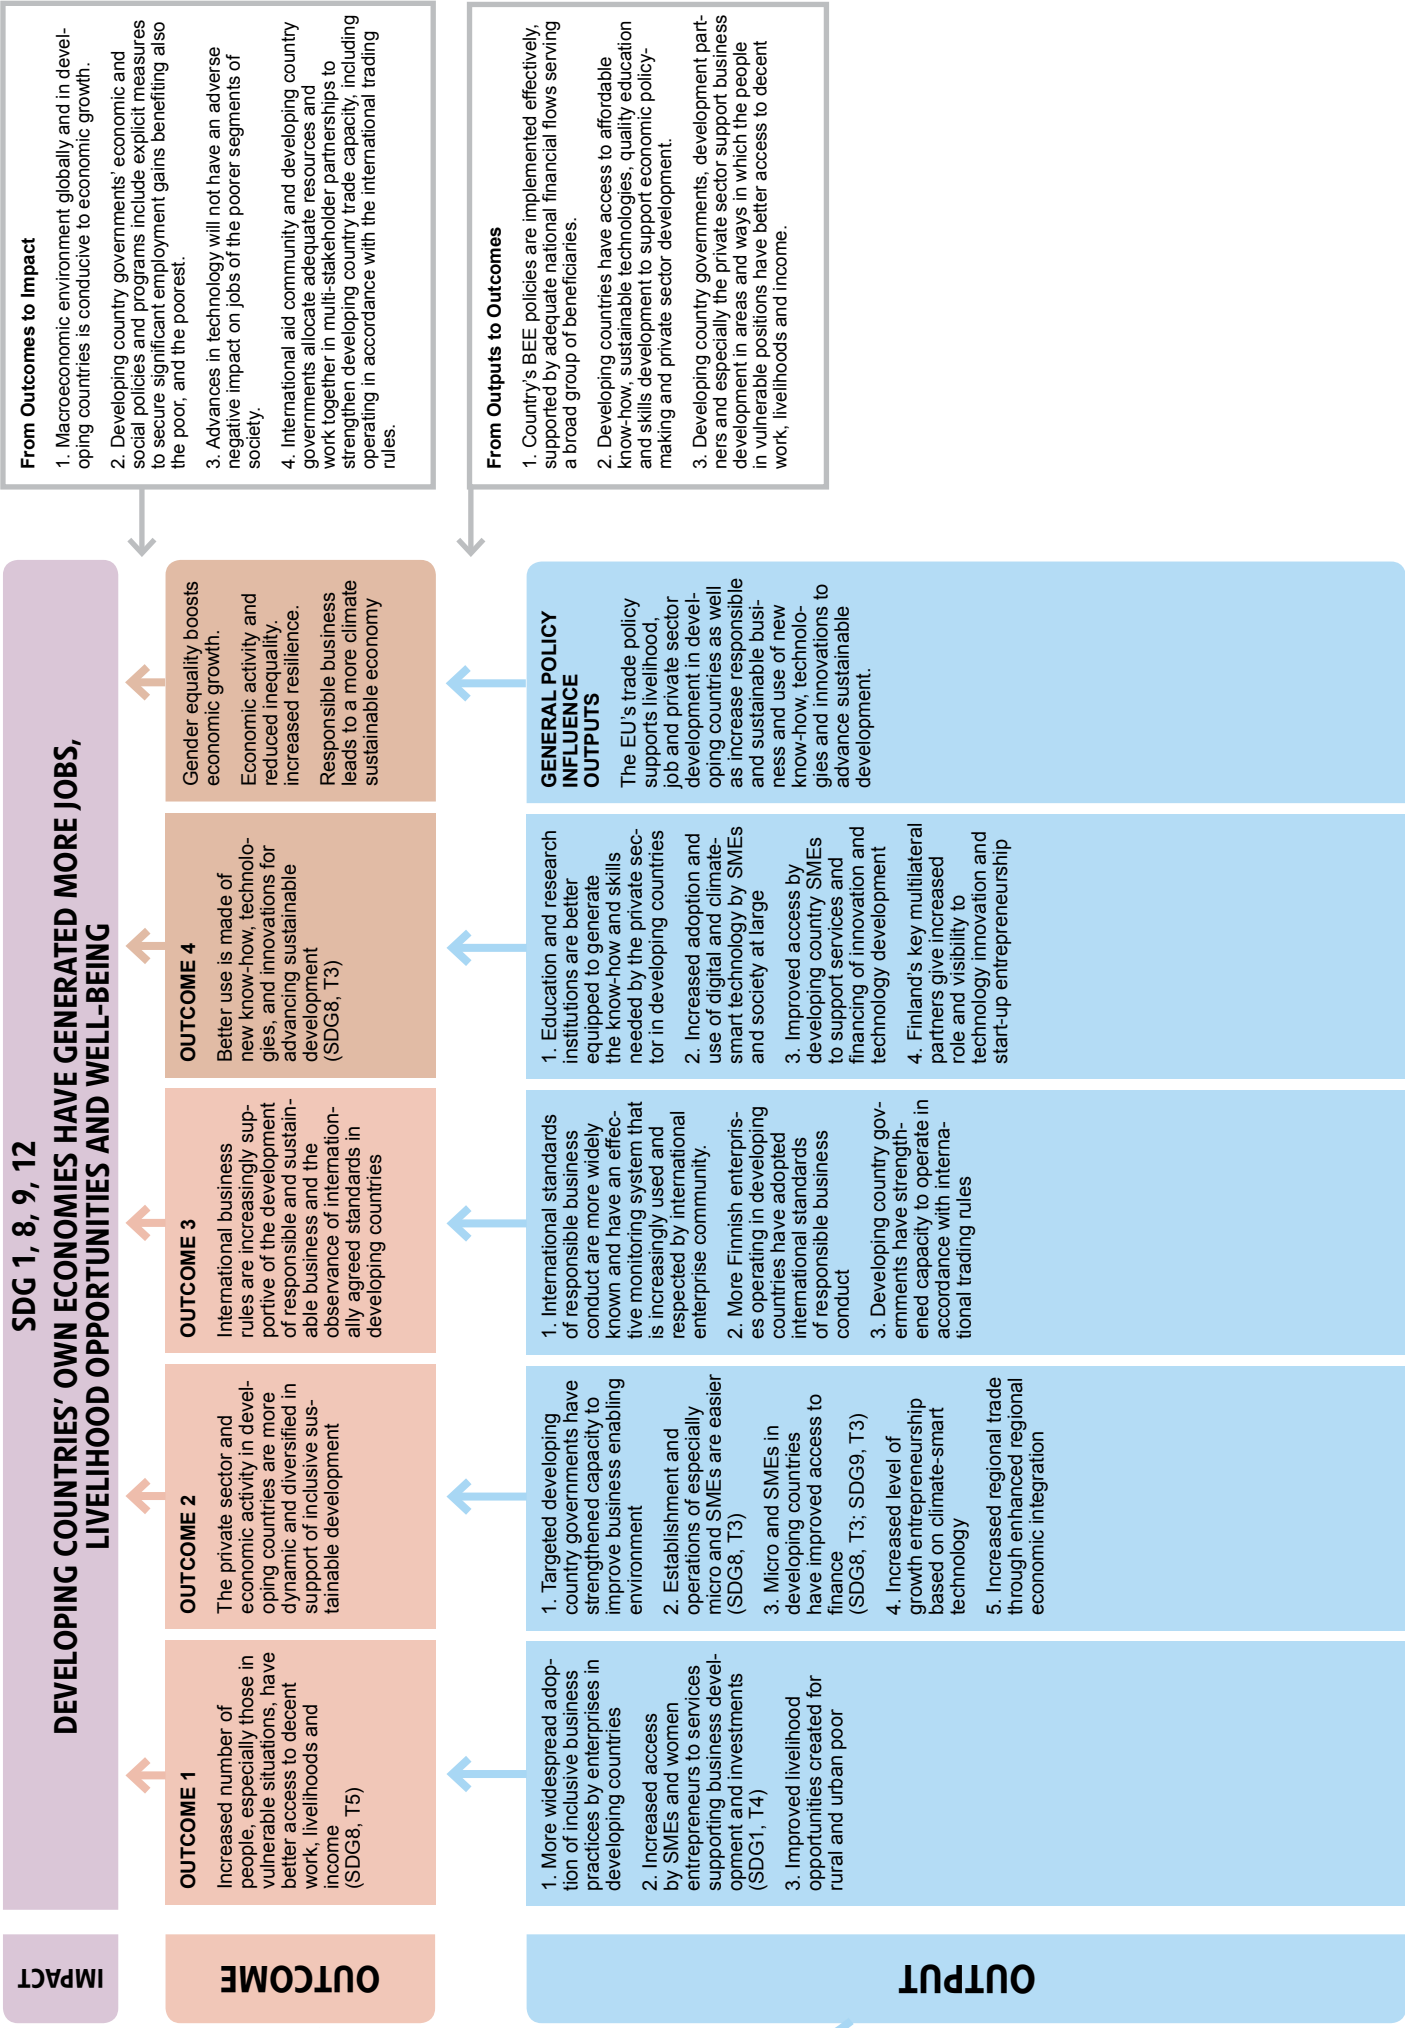 IMPACT
SDG 1, 8, 9, 12
DEVELOPING COUNTRIES’ OWN ECONOMIES HAVE GENERATED MORE JOBS,
LIVELIHOOD OPPORTUNITIES AND WELL-BEING
OUTCOME
OUTCOME 1
Increased number of
people, especially those in
vulnerable situations, have
better access to decent
work, livelihoods and
income
(SDG8, T5)
OUTCOME 2
The private sector and
economic activity in devel-
oping countries are more
dynamic and diversified in
support of inclusive sus-
tainable development
OUTCOME 3
International business
rules are increasingly sup-
portive of the development
of responsible and sustain-
able business and the
observance of internation-
ally agreed standards in
developing countries
OUTCOME 4
Better use is made of
new know-how, technolo-
gies, and innovations for
advancing sustainable
development
(SDG8, T3)
Gender equality boosts
economic growth.
Economic activity and
reduced inequality.
increased resilience.
Responsible business
leads to a more climate
sustainable economy
OUTPUT
1. More widespread adop-
tion of inclusive business
practices by enterprises in
developing countries
2. Increased access
by SMEs and women
entrepreneurs to services
supporting business devel-
opment and investments
(SDG1, T4)
3. Improved livelihood
opportunities created for
rural and urban poor
1. Targeted developing
country governments have
strengthened capacity to
improve business enabling
environment
2. Establishment and
operations of especially
micro and SMEs are easier
(SDG8, T3)
3. Micro and SMEs in
developing countries
have improved access to
finance
(SDG8, T3; SDG9, T3)
4. Increased level of
growth entrepreneurship
based on climate-smart
technology
5. Increased regional trade
through enhanced regional
economic integration
1. International standards
of responsible business
conduct are more widely
known and have an effec-
tive monitoring system that
is increasingly used and
respected by international
enterprise community.
2. More Finnish enterpris-
es operating in developing
countries have adopted
international standards
of responsible business
conduct
3. Developing country gov-
ernments have strength-
ened capacity to operate in
accordance with interna-
tional trading rules
1. Education and research
institutions are better
equipped to generate
the know-how and skills
needed by the private sec-
tor in developing countries
2. Increased adoption and
use of digital and climate-
smart technology by SMEs
and society at large
3. Improved access by
developing country SMEs
to support services and
financing of innovation and
technology development
4. Finland’s key multilateral
partners give increased
role and visibility to
technology innovation and
start-up entrepreneurship
GENERAL POLICY
INFLUENCE
OUTPUTS
The EU’s trade policy
supports livelihood,
job and private sector
development in devel-
oping countries as well
as increase responsible
and sustainable busi-
ness and use of new
know-how, technolo-
gies and innovations to
advance sustainable
development.
From Outcomes to Impact
1. Macroeconomic environment globally and in devel-
oping countries is conducive to economic growth.
2. Developing country governments’ economic and
social policies and programs include explicit measures
to secure significant employment gains benefiting also
the poor, and the poorest.
3. Advances in technology will not have an adverse
negative impact on jobs of the poorer segments of
society.
4. International aid community and developing country
governments allocate adequate resources and
work together in multi-stakeholder partnerships to
strengthen developing country trade capacity, including
operating in accordance with the international trading
rules.
From Outputs to Outcomes
1. Country’s BEE policies are implemented effectively,
supported by adequate national financial flows serving
a broad group of beneficiaries.
2. Developing countries have access to affordable
know-how, sustainable technologies, quality education
and skills development to support economic policy-
making and private sector development.
3. Developing country governments, development part-
ners and especially the private sector support business
development in areas and ways in which the people
in vulnerable positions have better access to decent
work, livelihoods and income.